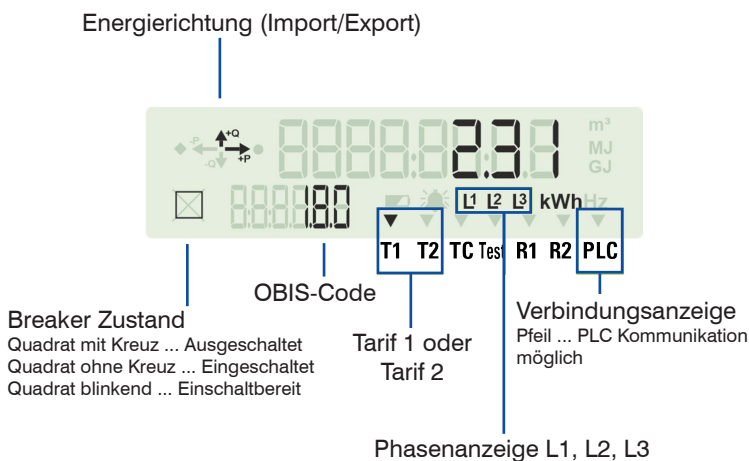 Energierichtung (Import/Export)
+Q
-P
-Q
+P
2.31
m³
MJ
GJ
1.8.0
L1 L2 L3 kWh Hz
T1 T2 TC Test R1 R2 PLC
OBIS-Code
Breaker Zustand
Quadrat mit Kreuz ... Ausgeschaltet
Quadrat ohne Kreuz ... Eingeschaltet
Quadrat blinkend ... Einschaltbereit
Tarif 1 oder
Tarif 2
Verbindungsanzeige
Pfeil ... PLC Kommunikation
möglich
Phasenanzeige L1, L2, L3